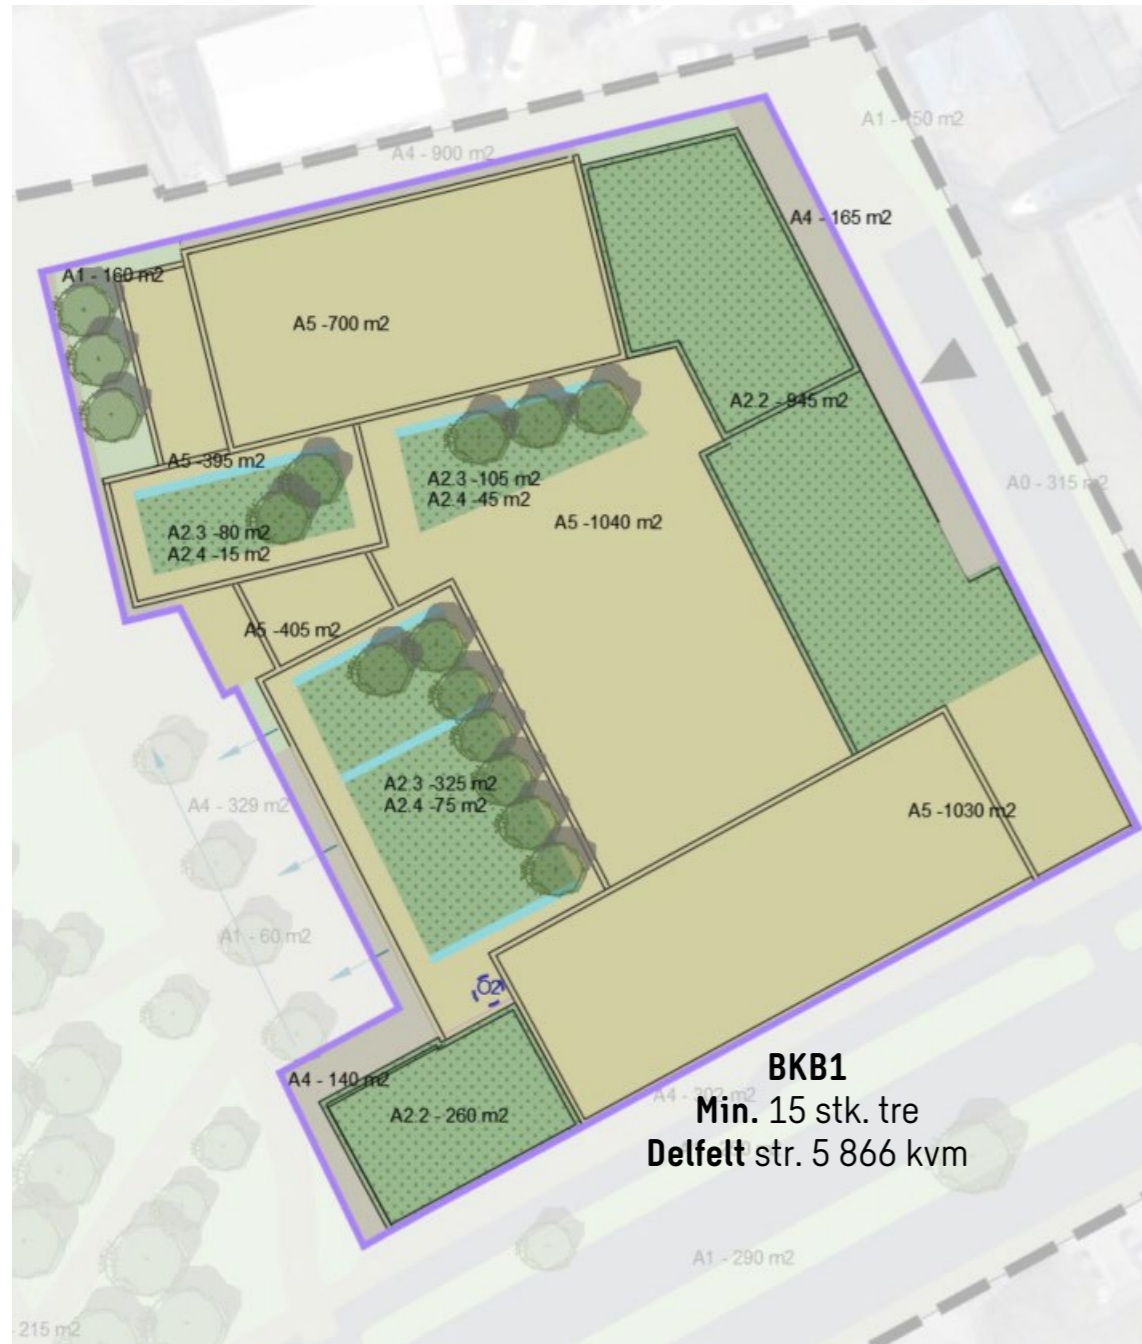 A1 - 150 m2
A4 - 900 m2
A4 - 165 m2
A1 - 160 m2
A5 -700 m2
A2.2 - 945 m2
A5 -395 m2
A2.3 -105 m2
A2.4 -45 m2
A0 - 315 m2
A5 -1040 m2
A2.3 -80 m2
A2.4 -15 m2
A5 -405 m2
A2.3 -325 m2
A2.4 -75 m2
A4 - 329 m2
A5 -1030 m2
A1 - 60 m2
O2
BKB1
A4 - 140 m2
Min. 15 stk. tre
A2.2 - 260 m2
Delfelt str. 5 866 kvm
A1 - 290 m2
215 m2